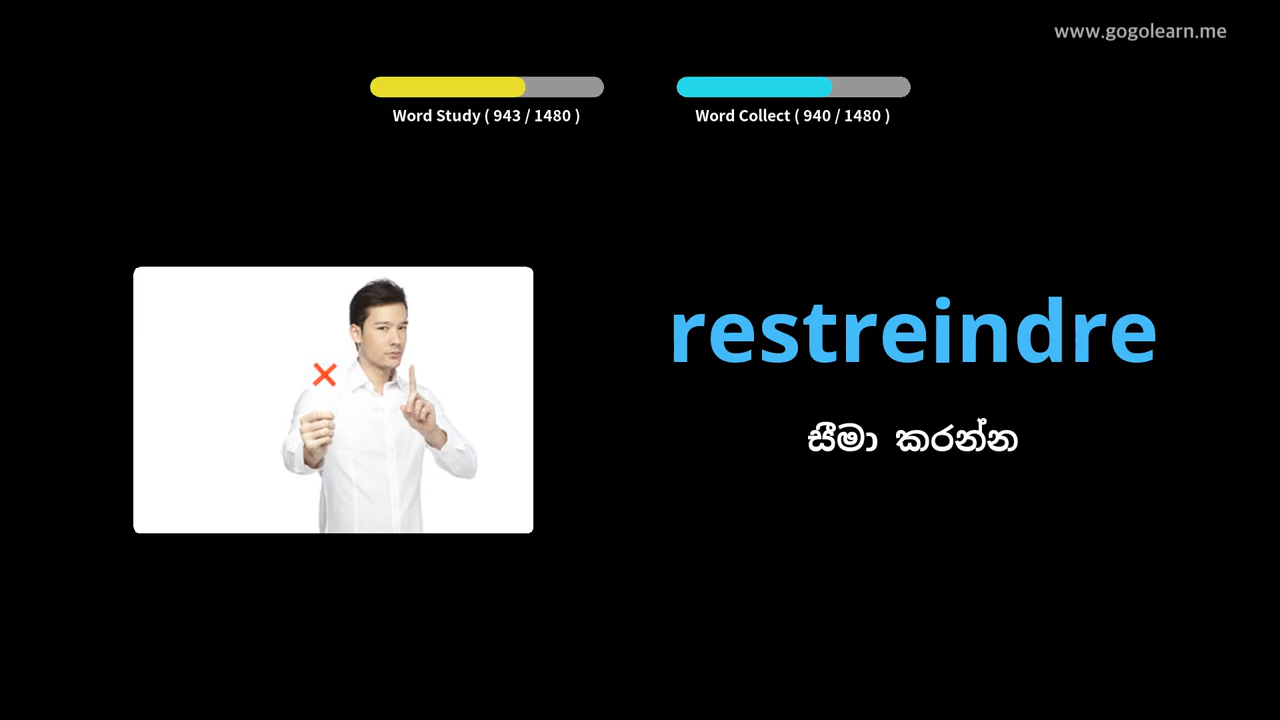 www.gogolearn.me
Word Study ( 943 / 1480 )
Word Collect ( 940 / 1480 )
restreindre
සීමා කරන්න